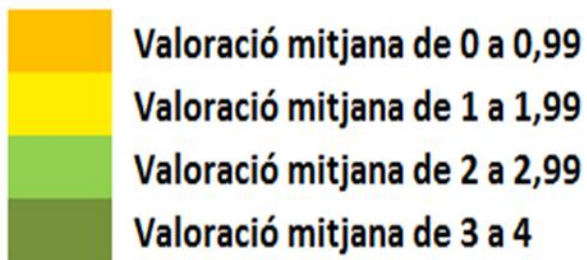 Valoració mitjana de 0 a 0,99
Valoració mitjana de 1 a 1,99
Valoració mitjana de 2 a 2,99
Valoració mitjana de 3 a 4